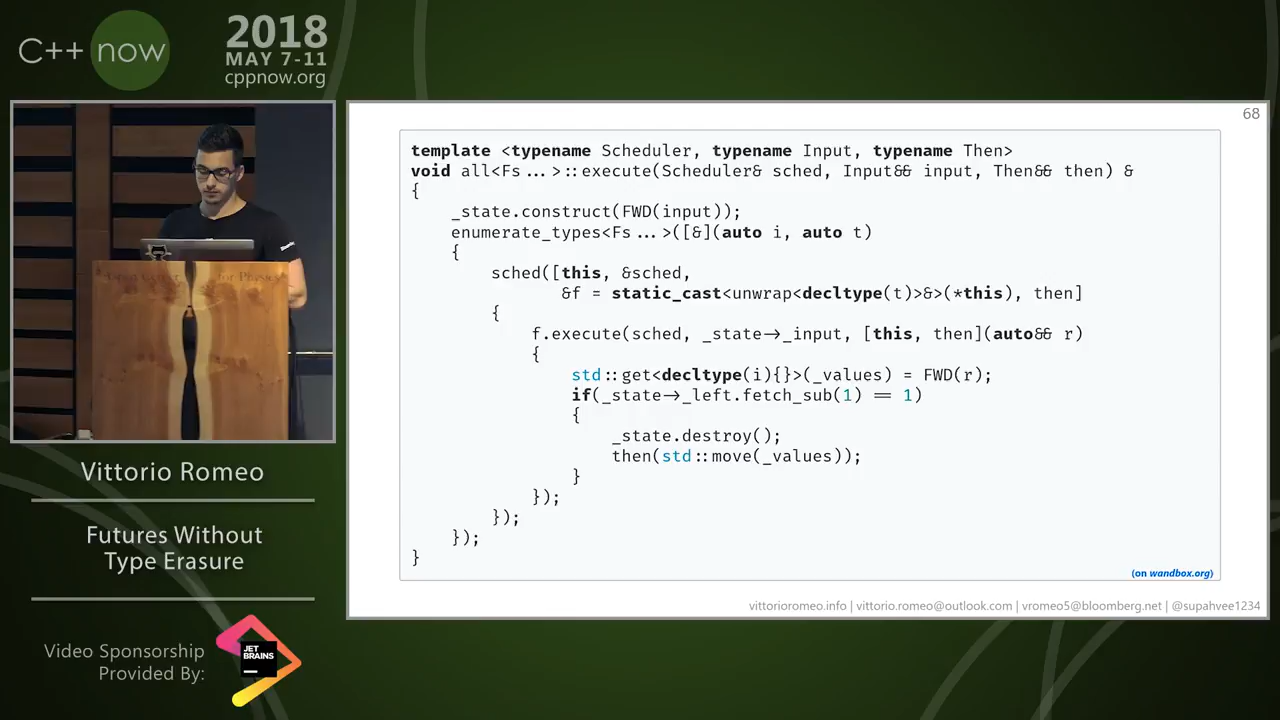 C++ now
2018
MAY 7-11
cppnow.org
68
template <typename Scheduler, typename Input, typename Then>
void all<Fs...>::execute(Scheduler& sched, Input&& input, Then&& then) &
{
    _state.construct(FWD(input));
    enumerate_types<Fs...>([&](auto i, auto t)
    {
        sched([this, &sched,
               &f = static_cast<unwrap<decltype(t)>&>(*this), then]
        {
            f.execute(sched, _state->_input, [this, then](auto&& r)
            {
                std::get<decltype(i){}>(_values) = FWD(r);
                if(_state->_left.fetch_sub(1) == 1)
                {
                    _state.destroy();
                    then(std::move(_values));
                }
            });
        });
    });
}
(on wandbox.org)
vittorioromeo.info | vittorio.romeo@outlook.com | vromeo5@bloomberg.net | @supahvee1234
Vittorio Romeo
Futures Without
Type Erasure
Video Sponsorship
Provided By:
JET
BRAINS